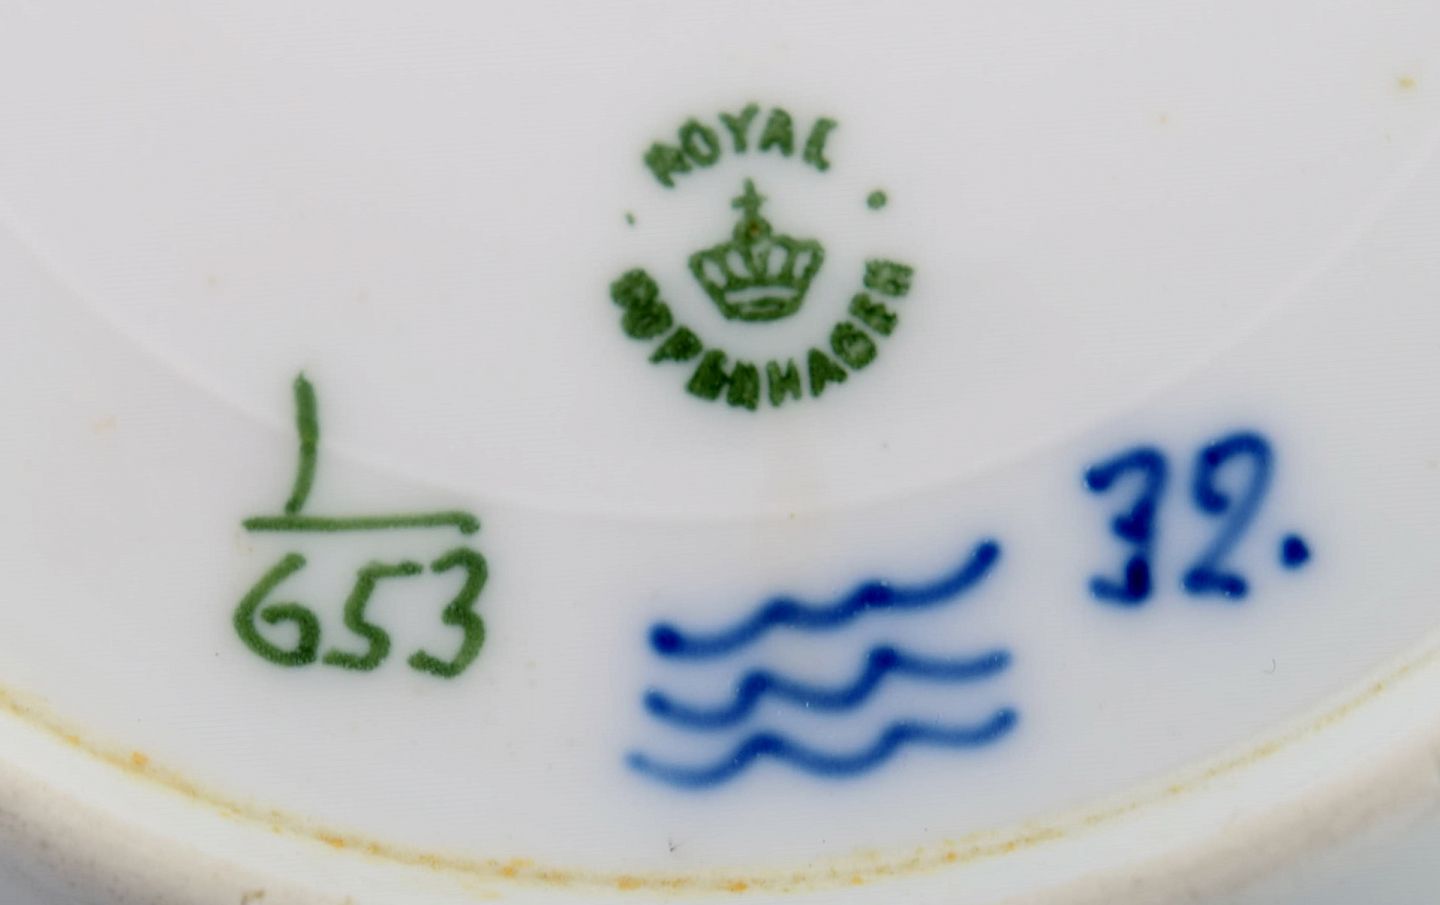 ROYAL
COPENHAGEN
1
653
32.